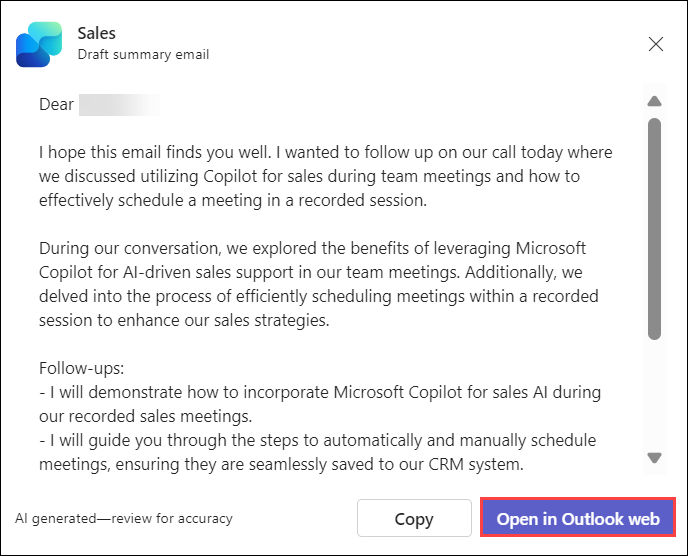 Sales
Draft summary email
Dear
I hope this email finds you well. I wanted to follow up on our call today where
we discussed utilizing Copilot for sales during team meetings and how to
effectively schedule a meeting in a recorded session.
During our conversation, we explored the benefits of leveraging Microsoft
Copilot for AI-driven sales support in our team meetings. Additionally, we
delved into the process of efficiently scheduling meetings within a recorded
session to enhance our sales strategies.
Follow-ups:
- I will demonstrate how to incorporate Microsoft Copilot for sales AI during
our recorded sales meetings.
- I will guide you through the steps to automatically and manually schedule
meetings, ensuring they are seamlessly saved to our CRM system.
AI generated—review for accuracy
Copy
Open in Outlook web